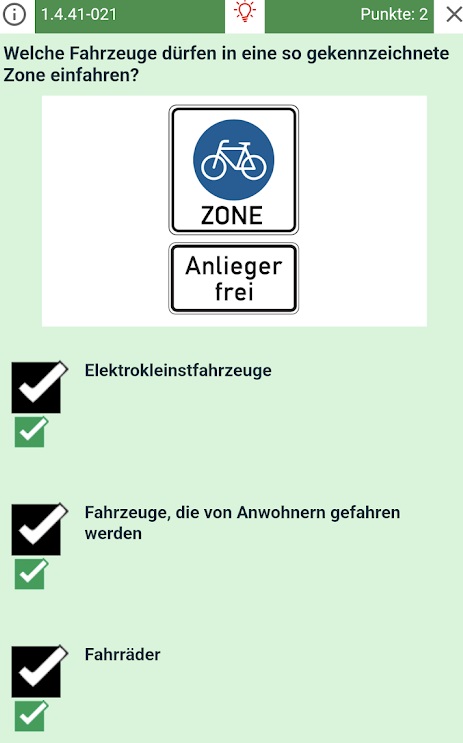 1.4.41-021
Punkte: 2
Welche Fahrzeuge dürfen in eine so gekennzeichnete
Zone einfahren?
ZONE
Anlieger
frei
Elektrokleinstfahrzeuge
Fahrzeuge, die von Anwohnern gefahren
werden
Fahrräder